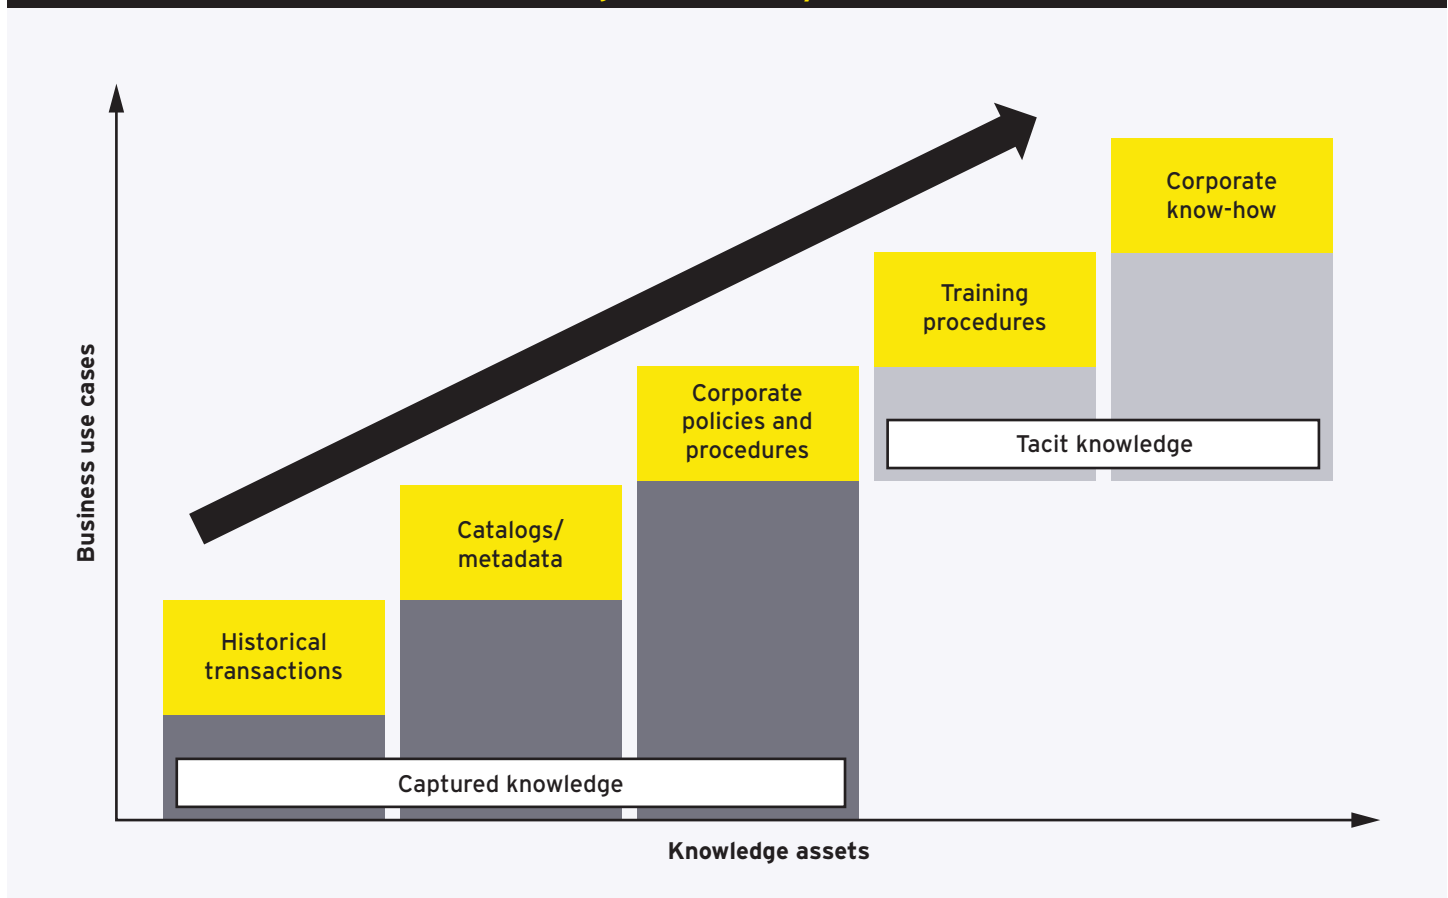 Corporate
know-how
Training
procedures
Corporate
policies and
procedures
Tacit knowledge
Catalogs/
metadata
Historical
transactions
Captured knowledge
Business use cases
Knowledge assets